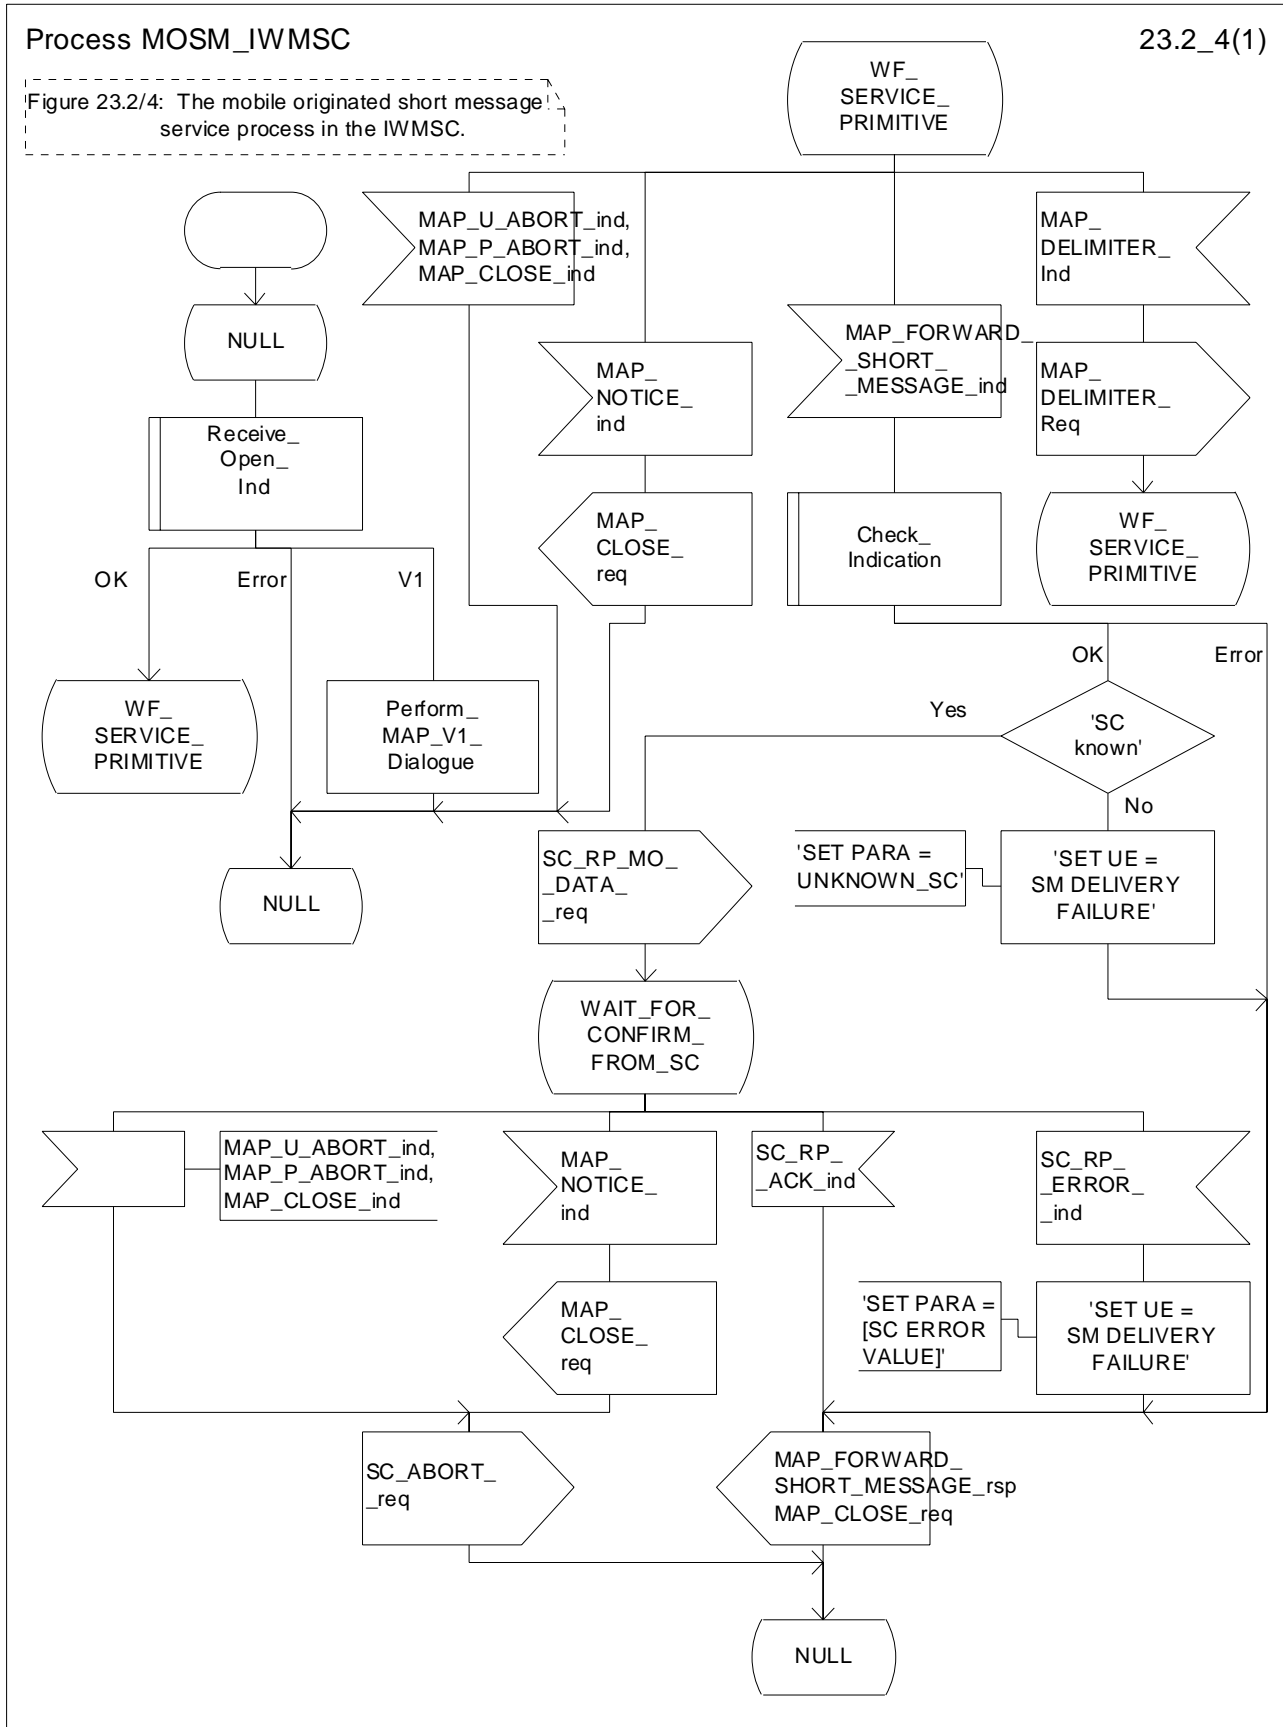 Process MOSM_IWMSC
23.2_4(1)
Figure 23.2/4: The mobile originated short message
service process in the IWMSC.
WF_
SERVICE_
PRIMITIVE
MAP_U_ABORT_ind,
MAP_P_ABORT_ind,
MAP_CLOSE_ind
MAP_
DELIMITER_
Ind
NULL
MAP_
NOTICE_
ind
MAP_FORWARD_
_SHORT_
_MESSAGE_ind
MAP_
DELIMITER_
Req
Receive_
Open_
Ind
MAP_
CLOSE_
req
Check_
Indication
WF_
SERVICE_
PRIMITIVE
OK
Error
V1
OK
Error
WF_
SERVICE_
PRIMITIVE
Perform_
MAP_V1_
Dialogue
Yes
'SC
known'
No
NULL
SC_RP_MO_
_DATA_
_req
'SET PARA =
UNKNOWN_SC'
'SET UE =
SM DELIVERY
FAILURE'
WAIT_FOR_
CONFIRM_
FROM_SC
MAP_U_ABORT_ind,
MAP_P_ABORT_ind,
MAP_CLOSE_ind
MAP_
NOTICE_
ind
SC_RP_
_ACK_ind
SC_RP_
_ERROR_
_ind
MAP_
CLOSE_
req
'SET PARA =
[SC ERROR
VALUE]'
'SET UE =
SM DELIVERY
FAILURE'
SC_ABORT_
_req
MAP_FORWARD_
SHORT_MESSAGE_rsp
MAP_CLOSE_req
NULL